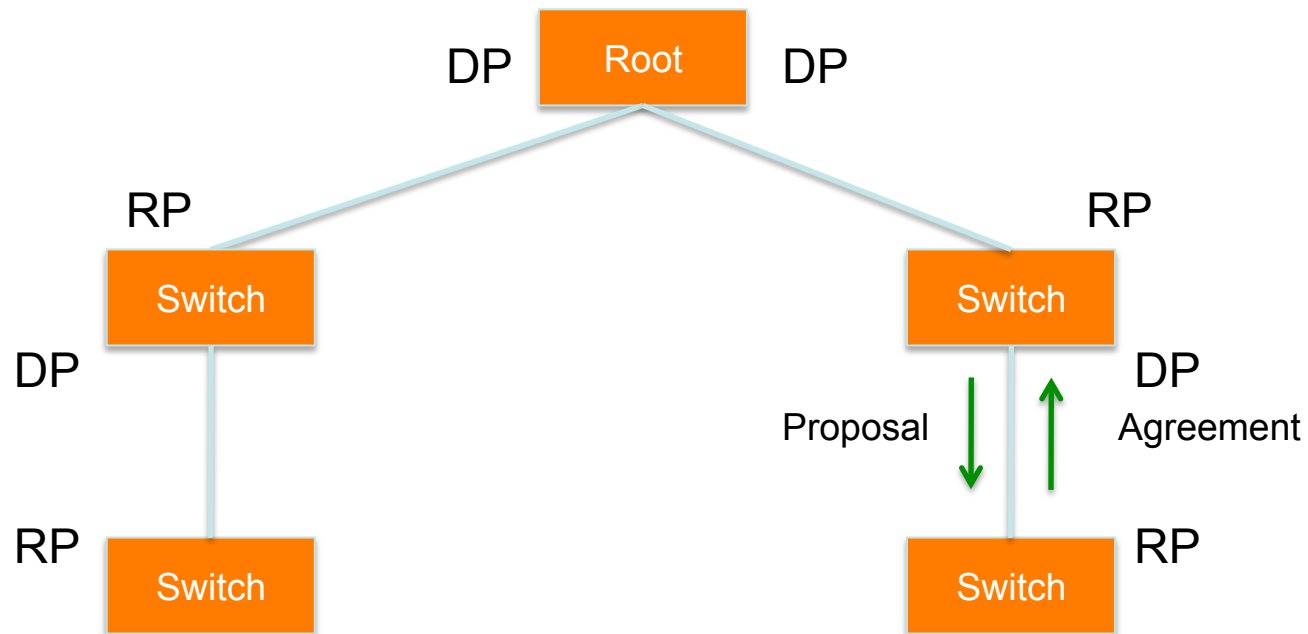 DP
Root
DP
RP
RP
Switch
Switch
DP
DP
Proposal
Agreement
RP
RP
Switch
Switch